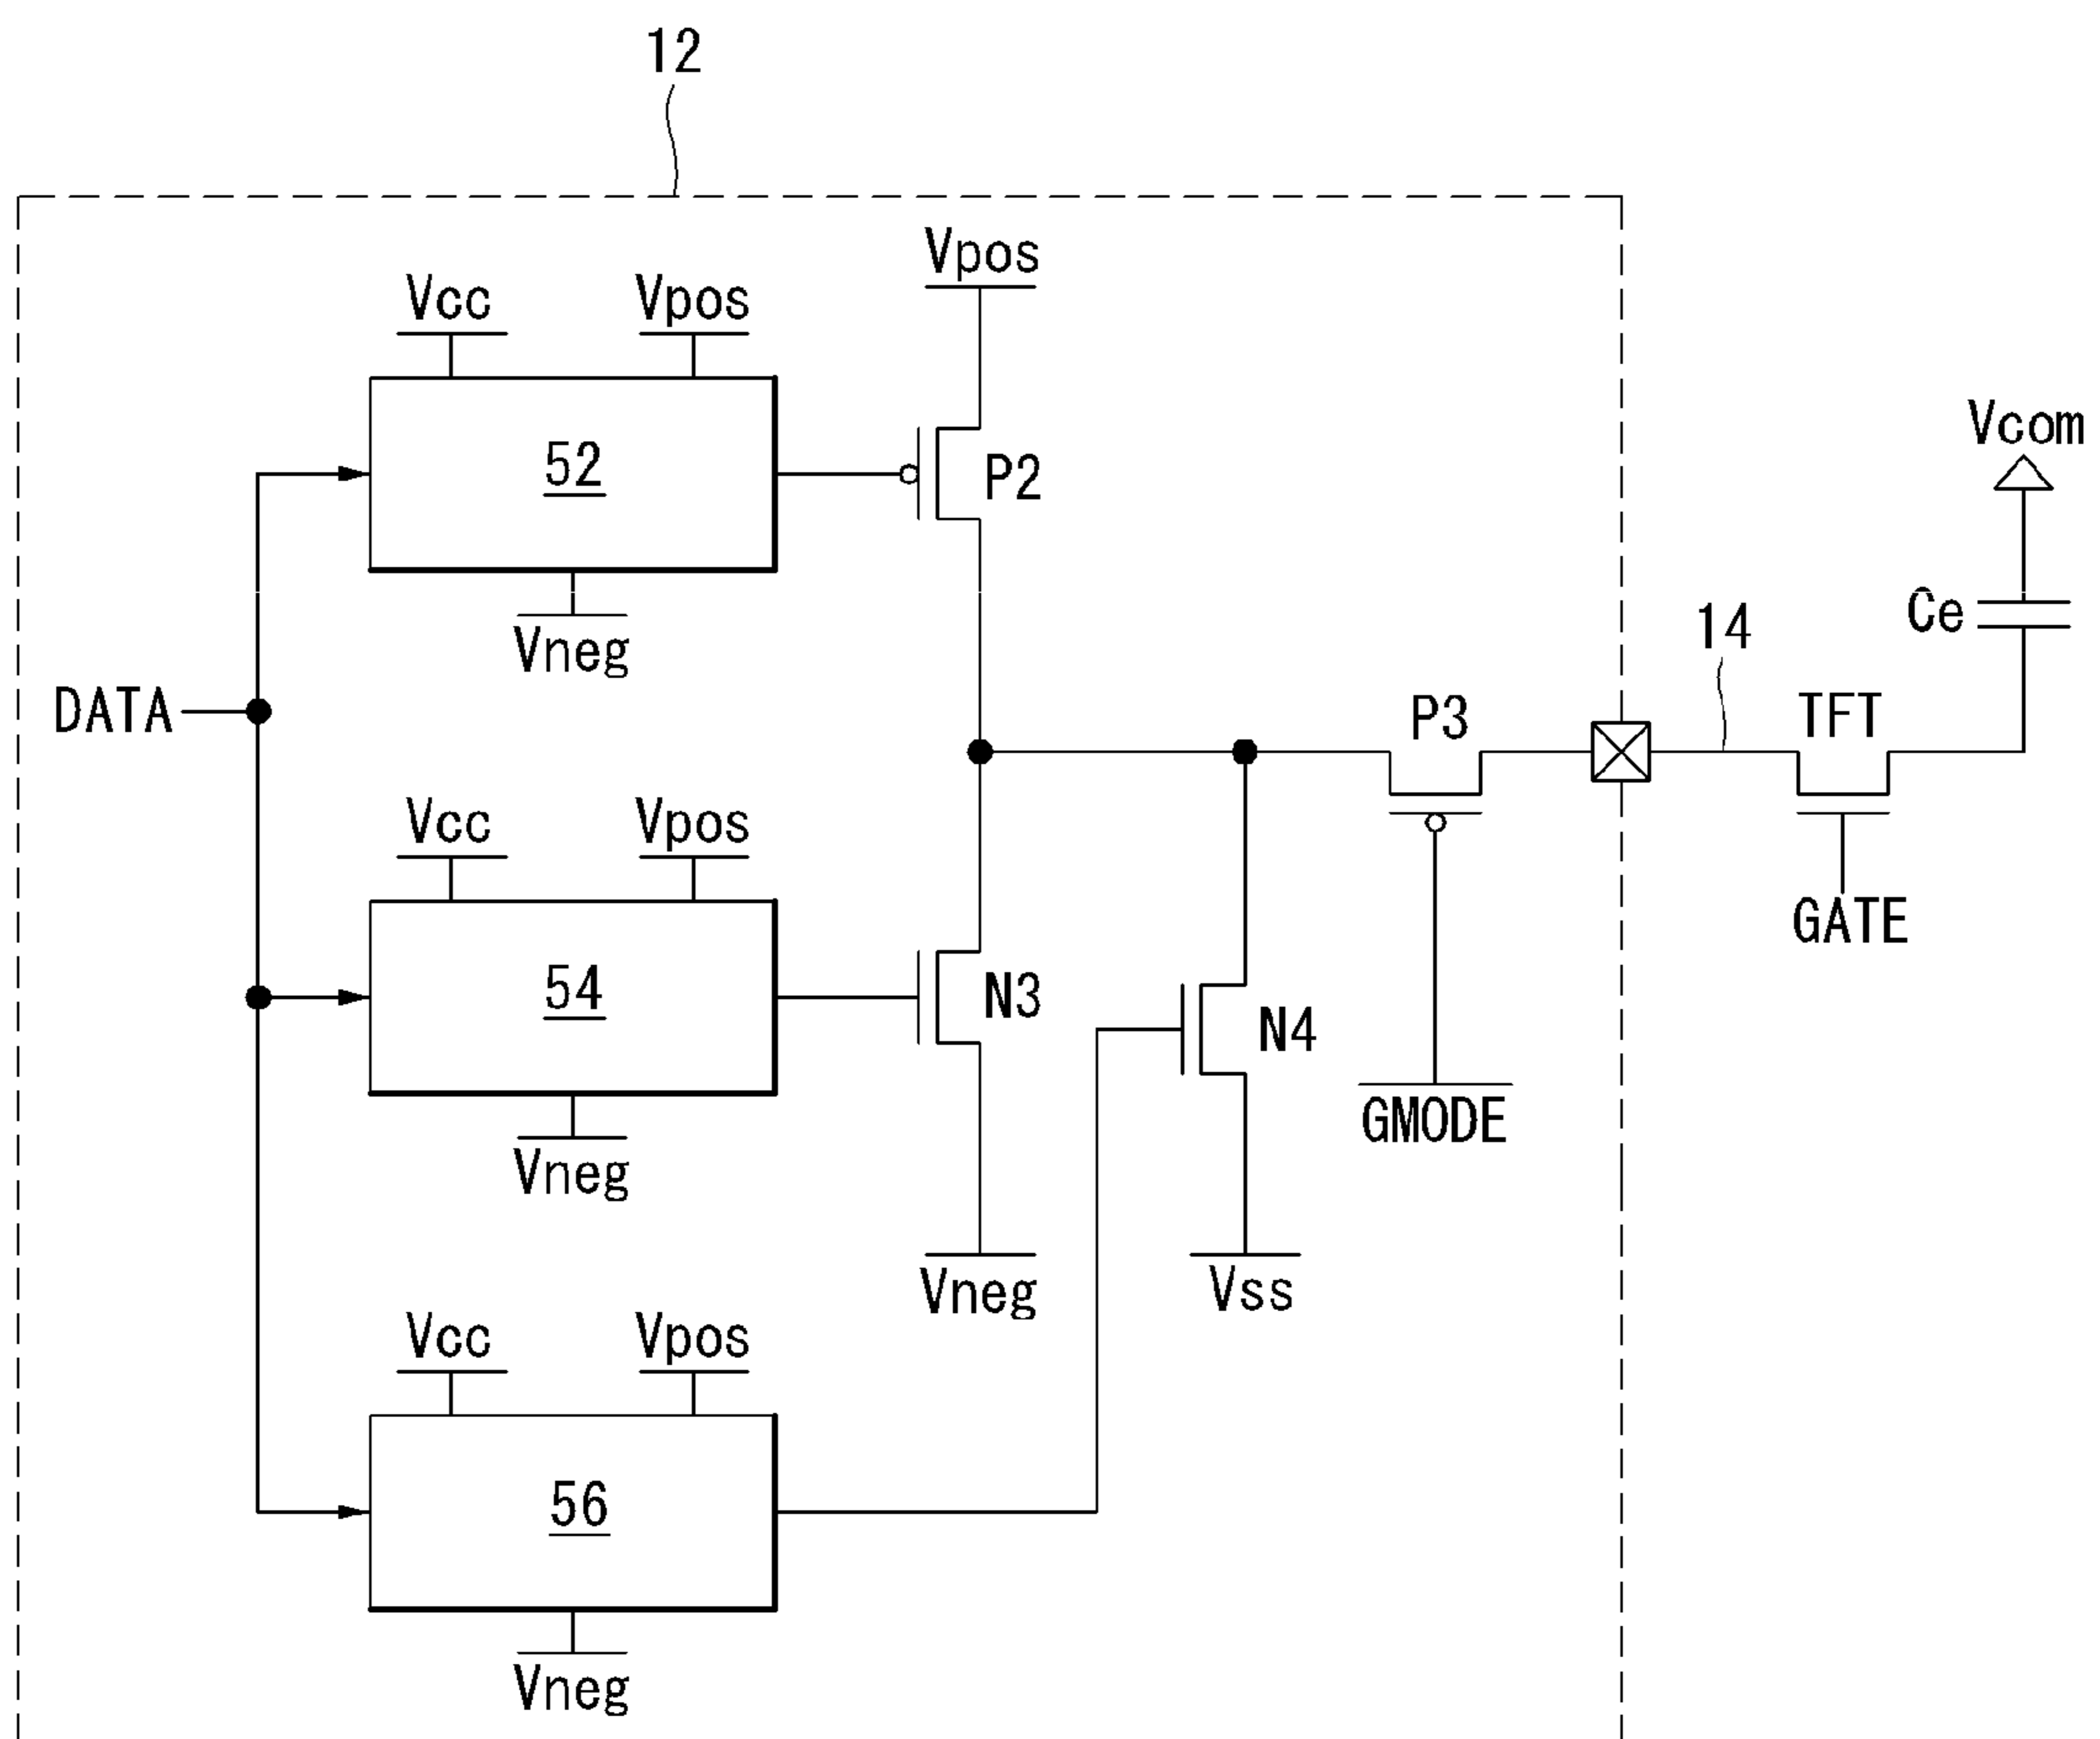 12
Vpos
Vcc Vpos
52
P2
Vneg
Vcom
Ce
14
DATA
P3
TFT
Vcc Vpos
GATE
54
N3
N4
GMODE
Vneg
Vneg
Vss
Vcc Vpos
56
Vneg